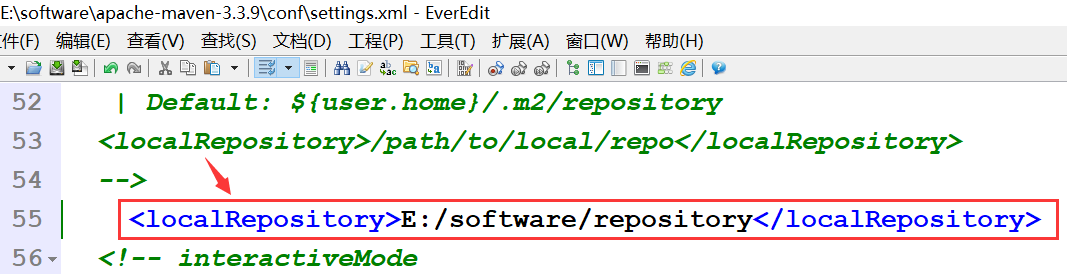 E:\software\apache-maven-3.3.9\conf\settings.xml - EverEdit
件(F) 编辑(E) 查看(V) 查找(S) 文档(D) 工程(P) 工具(T) 扩展(A) 窗口(W) 帮助(H)
52 | Default: ${user.home}/.m2/repository
53 <localRepository>/path/to/local/repo</localRepository>
54 -->
55 <localRepository>E:/software/repository</localRepository>
56 <!-- interactiveMode